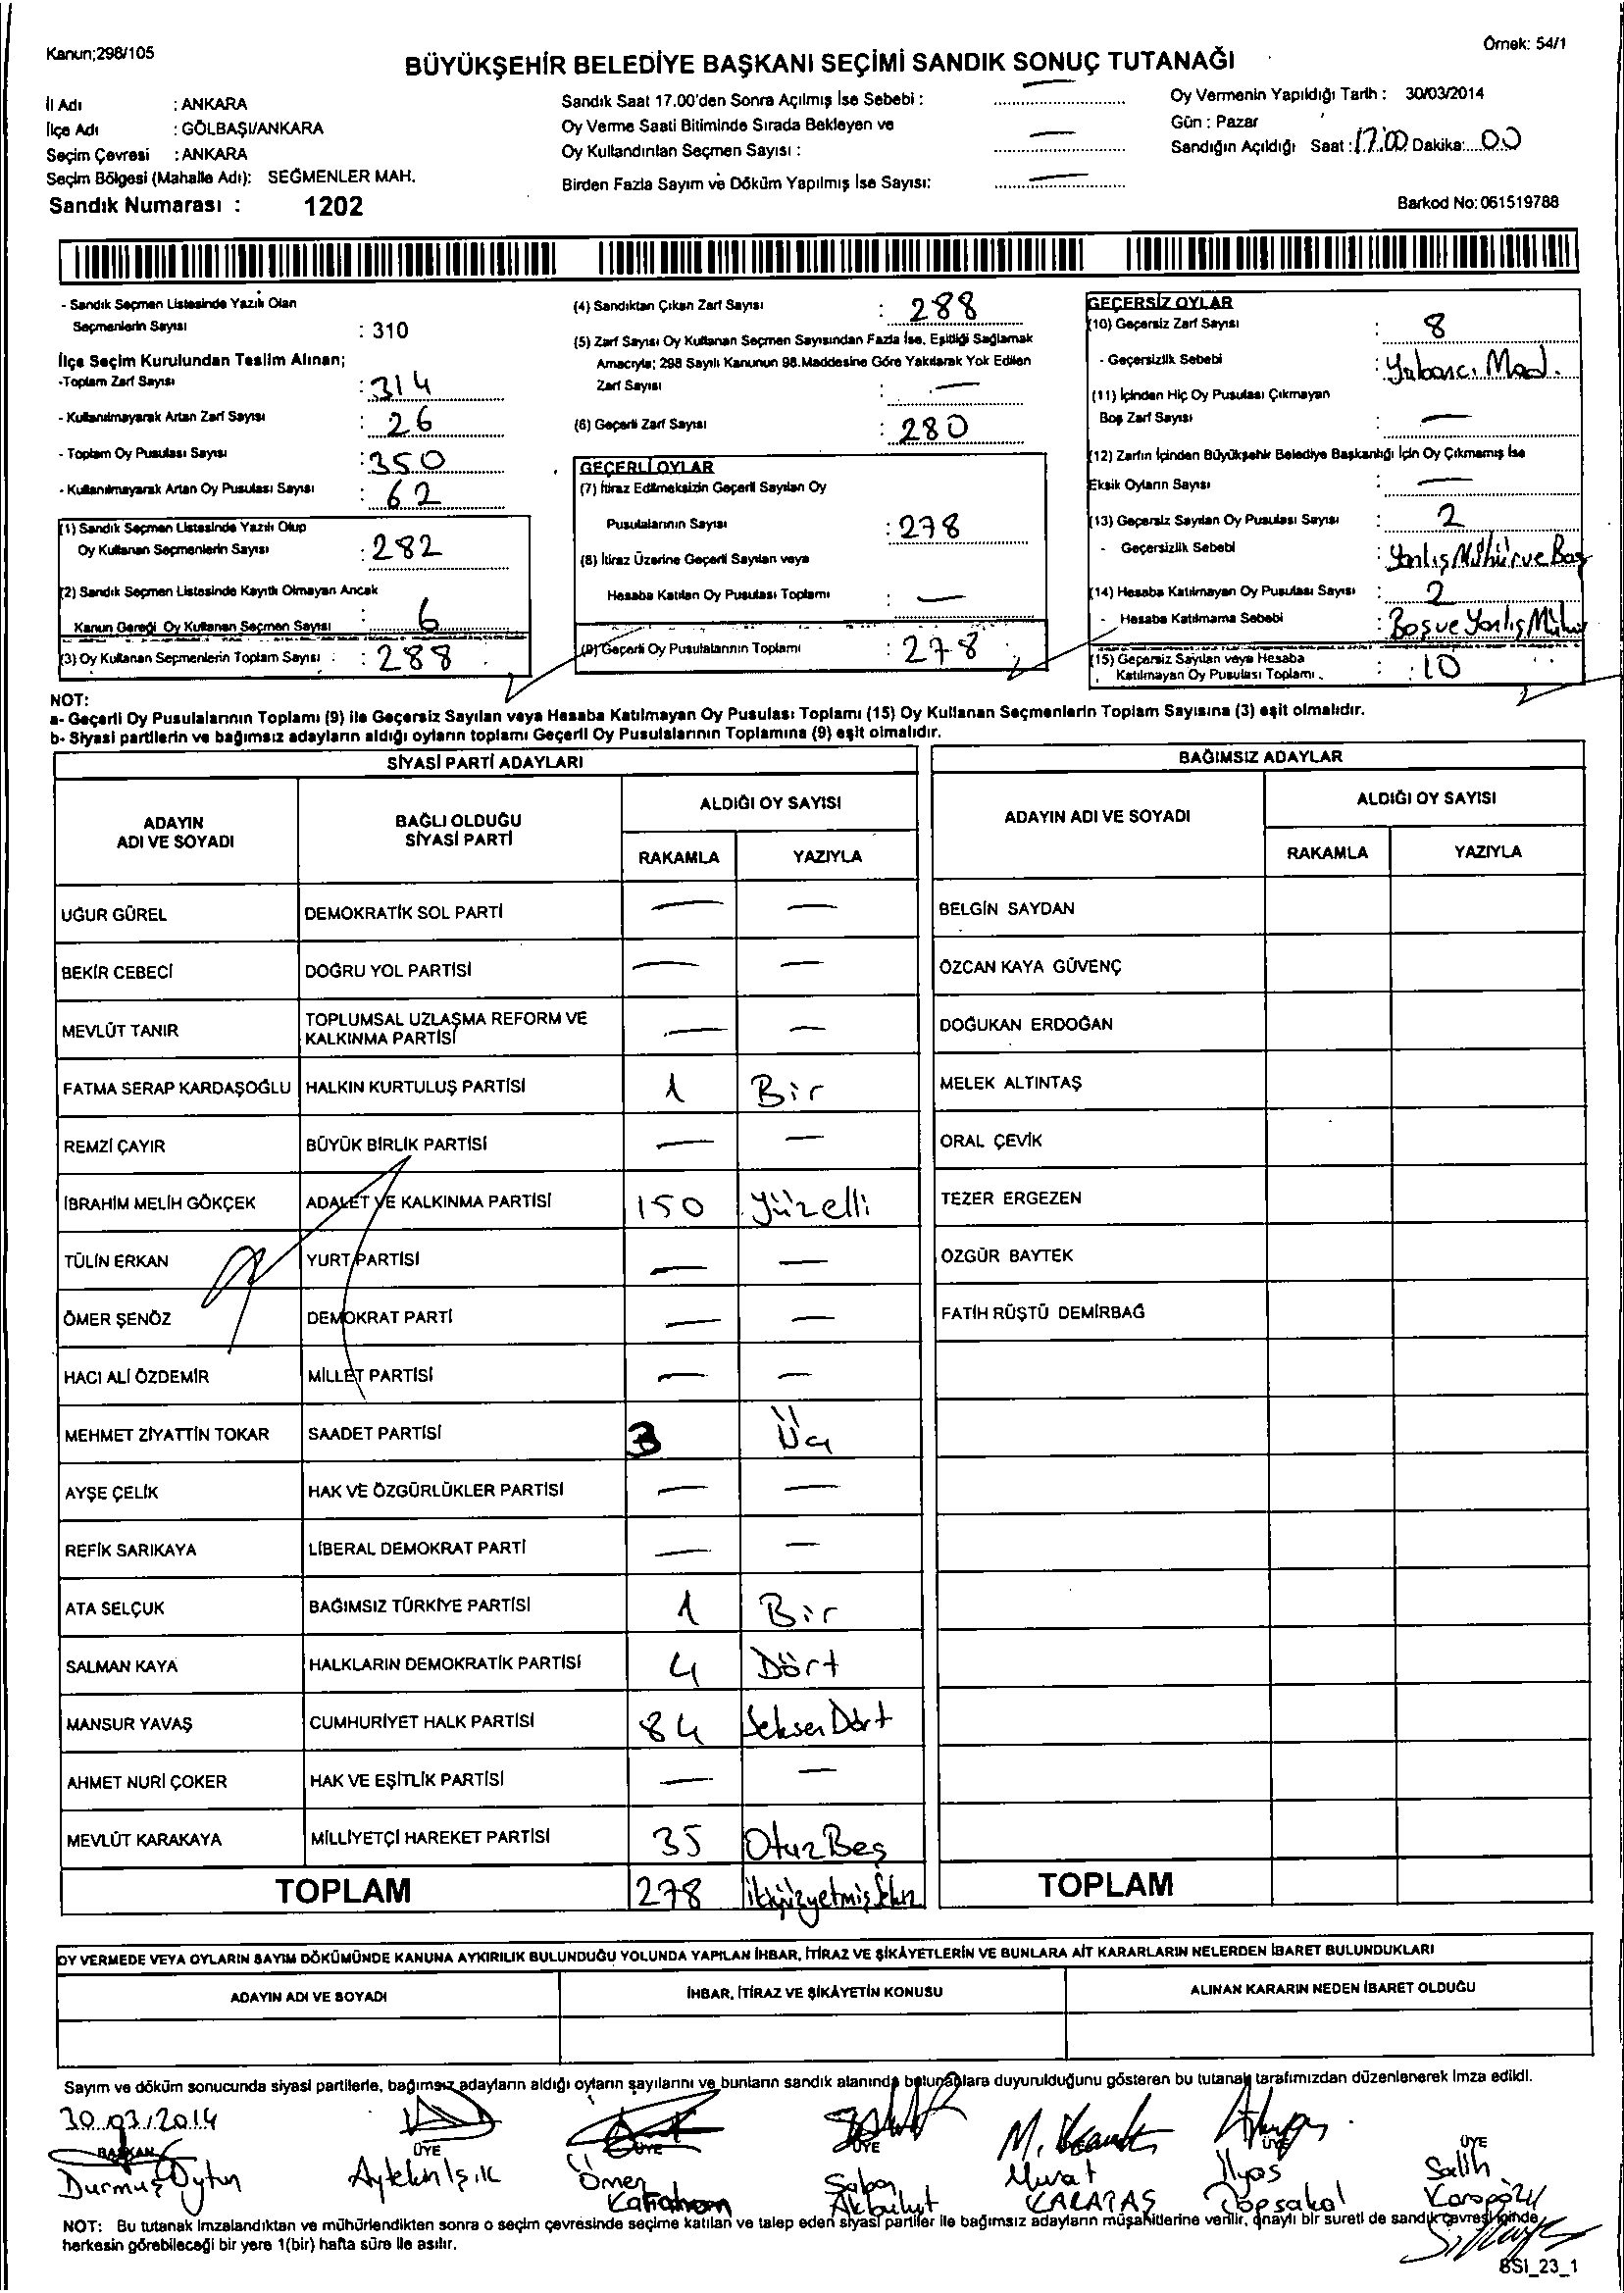 Kanun;298/105
Örnek: 54/1
BÜYÜKŞEHİR BELEDİYE BAŞKANI SEÇİMİ SANDIK SONUÇ TUTANAĞI
İl Adı : ANKARA
İlçe Adı : GÖLBAŞI/ANKARA
Seçim Çevresi : ANKARA
Seçim Bölgesi (Mahalle Adı): SEĞMENLER MAH.
Sandık Numarası : 1202
Sandık Saat 17.00'den Sonra Açılmış İse Sebebi : —
Oy Verme Saati Bitiminde Sırada Bekleyen ve
Oy Kullandırılan Seçmen Sayısı : —
Birden Fazla Sayım ve Döküm Yapılmış İse Sayısı: —
Oy Vermenin Yapıldığı Tarih : 30/03/2014
Gün : Pazar
Sandığın Açıldığı Saat : 17.00 Dakika: 00
Barkod No: 061519788
- Sandık Seçmen Listesinde Yazılı Olan
Seçmenlerin Sayısı : 310
İlçe Seçim Kurulundan Teslim Alınan;
-Toplam Zarf Sayısı : 314
- Kullanılmayarak Artan Zarf Sayısı : 26
- Toplam Oy Pusulası Sayısı : 350
- Kullanılmayarak Artan Oy Pusulası Sayısı : 62
(1) Sandık Seçmen Listesinde Yazılı Olup
Oy Kullanan Seçmenlerin Sayısı : 282
(2) Sandık Seçmen Listesinde Kayıtlı Olmayan Ancak
Kanun Gereği Oy Kullanan Seçmen Sayısı : 6
(3) Oy Kullanan Seçmenlerin Toplam Sayısı : 288
(4) Sandıktan Çıkan Zarf Sayısı : 288
(5) Zarf Sayısı Oy Kullanan Seçmen Sayısından Fazla İse, Eşitliği Sağlamak
Amacıyla; 298 Sayılı Kanunun 98.Maddesine Göre Yakılarak Yok Edilen
Zarf Sayısı : —
(6) Geçerli Zarf Sayısı : 280
GEÇERLİ OYLAR
(7) İtiraz Edilmeksizin Geçerli Sayılan Oy
Pusulalarının Sayısı : 278
(8) İtiraz Üzerine Geçerli Sayılan veya
Hesaba Katılan Oy Pusulası Toplamı : —
(9) Geçerli Oy Pusulalarının Toplamı : 278
GEÇERSİZ OYLAR
(10) Geçersiz Zarf Sayısı : 8
- Geçersizlik Sebebi : Yabancı Mad.
(11) İçinden Hiç Oy Pusulası Çıkmayan
Boş Zarf Sayısı : —
(12) Zarfın İçinden Büyükşehir Belediye Başkanlığı İçin Oy Çıkmamış İse
Eksik Oyların Sayısı : —
(13) Geçersiz Sayılan Oy Pusulası Sayısı : 2
- Geçersizlik Sebebi : Yanlış Mühür ve Boş
(14) Hesaba Katılmayan Oy Pusulası Sayısı : 2
- Hesaba Katılmama Sebebi : Boş ve Yanlış Mühür
(15) Geçersiz Sayılan veya Hesaba
Katılmayan Oy Pusulası Toplamı : 10
NOT:
a- Geçerli Oy Pusulalarının Toplamı (9) ile Geçersiz Sayılan veya Hesaba Katılmayan Oy Pusulası Toplamı (15) Oy Kullanan Seçmenlerin Toplam Sayısına (3) eşit olmalıdır.
b- Siyasi partilerin ve bağımsız adayların aldığı oyların toplamı Geçerli Oy Pusulalarının Toplamına (9) eşit olmalıdır.
SİYASİ PARTİ ADAYLARI
ADAYIN ADI VE SOYADI BAĞLI OLDUĞU SİYASİ PARTİ ALDIĞI OY SAYISI
RAKAMLA YAZIYLA
UĞUR GÜREL DEMOKRATİK SOL PARTİ — —
BEKİR CEBECİ DOĞRU YOL PARTİSİ — —
MEVLÜT TANIR TOPLUMSAL UZLAŞMA REFORM VE KALKINMA PARTİSİ — —
FATMA SERAP KARDAŞOĞLU HALKIN KURTULUŞ PARTİSİ 1 Bir
REMZİ ÇAYIR BÜYÜK BİRLİK PARTİSİ — —
İBRAHİM MELİH GÖKÇEK ADALET VE KALKINMA PARTİSİ 150 Yüzelli
TÜLİN ERKAN YURT PARTİSİ — —
ÖMER ŞENÖZ DEMOKRAT PARTİ — —
HACI ALİ ÖZDEMİR MİLLET PARTİSİ — —
MEHMET ZİYATTİN TOKAR SAADET PARTİSİ 3 Üç
AYŞE ÇELİK HAK VE ÖZGÜRLÜKLER PARTİSİ — —
REFİK SARIKAYA LİBERAL DEMOKRAT PARTİ — —
ATA SELÇUK BAĞIMSIZ TÜRKİYE PARTİSİ 1 Bir
SALMAN KAYA HALKLARIN DEMOKRATİK PARTİSİ 4 Dört
MANSUR YAVAŞ CUMHURİYET HALK PARTİSİ 84 Seksen Dört
AHMET NURİ ÇOKER HAK VE EŞİTLİK PARTİSİ — —
MEVLÜT KARAKAYA MİLLİYETÇİ HAREKET PARTİSİ 35 Otuz Beş
TOPLAM 278 ikiyüzyetmiş Sekiz
BAĞIMSIZ ADAYLAR
ADAYIN ADI VE SOYADI ALDIĞI OY SAYISI
RAKAMLA YAZIYLA
BELGİN SAYDAN
ÖZCAN KAYA GÜVENÇ
DOĞUKAN ERDOĞAN
MELEK ALTINTAŞ
ORAL ÇEVİK
TEZER ERGEZEN
ÖZGÜR BAYTEK
FATİH RÜŞTÜ DEMİRBAĞ
TOPLAM
OY VERMEDE VEYA OYLARIN SAYIM DÖKÜMÜNDE KANUNA AYKIRILIK BULUNDUĞU YOLUNDA YAPILAN İHBAR, İTİRAZ VE ŞİKÂYETLERİN VE BUNLARA AİT KARARLARIN NELERDEN İBARET BULUNDUKLARI
ADAYIN ADI VE SOYADI İHBAR, İTİRAZ VE ŞİKÂYETİN KONUSU ALINAN KARARIN NEDEN İBARET OLDUĞU
Sayım ve döküm sonucunda siyasi partilerle, bağımsız adayların aldığı oyların sayılarını ve bunların sandık alanında bulunanlara duyurulduğunu gösteren bu tutanak tarafımızdan düzenlenerek imza edildi.
30.03.2014
BAŞKAN ÜYE ÜYE ÜYE ÜYE ÜYE
Durmuş Aytun Aytekin Işık Ömer Saban Murat İlyas Salih
Akbulut KARATAŞ Topsakal Karagözlü
NOT: Bu tutanak imzalandıktan ve mühürlendikten sonra o seçim çevresinde seçime katılan ve talep eden siyasi partiler ile bağımsız adayların müşahitlerine verilir, onaylı bir sureti de sandık çevresi içinde
herkesin görebileceği bir yere 1(bir) hafta süre ile asılır.
SSI_23_1